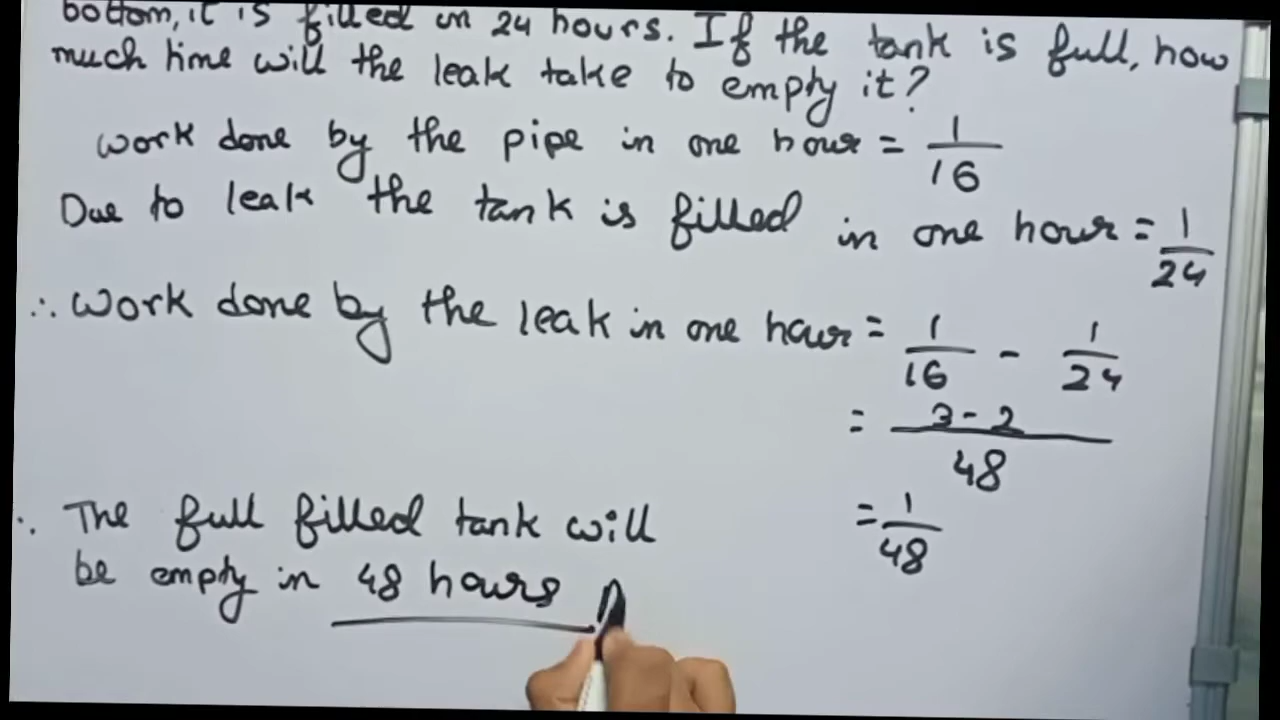 bottom, it is filled in 24 hours. If the tank is full, how
much time will the leak take to empty it?
Work done by the pipe in one hour = 1/16
Due to leak the tank is filled in one hour = 1/24
∴ Work done by the leak in one hour = 1/16 - 1/24
= 3-2/48
= 1/48
∴ The full filled tank will
be empty in 48 hours